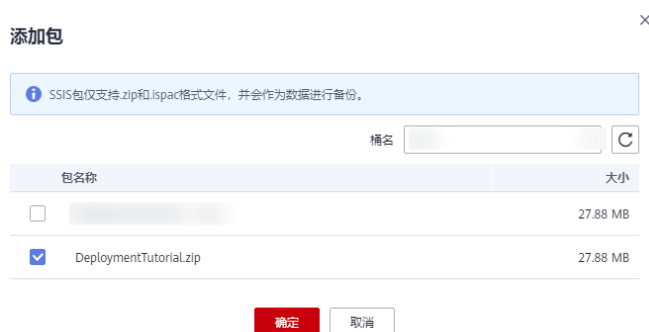 添加包
SSIS包仅支持.zip和.ispac格式文件，并会作为数据进行备份。
桶名
包名称 大小
27.88 MB
DeploymentTutorial.zip 27.88 MB
确定 取消